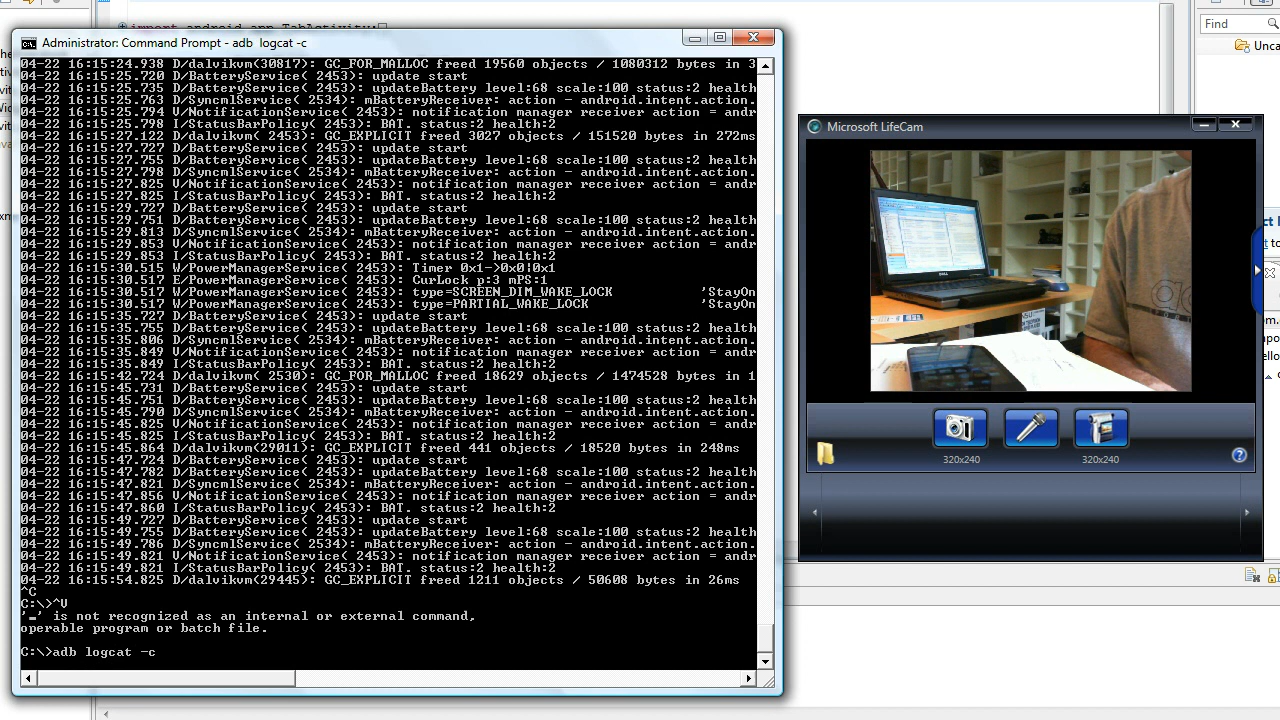 import android.app.TabActivity;
Administrator: Command Prompt - adb logcat -c
04-22 16:15:24.938 D/dalvikvm(30817): GC_FOR_MALLOC freed 19560 objects / 1080312 bytes in 3
04-22 16:15:25.720 D/BatteryService( 2453): update start
04-22 16:15:25.735 D/BatteryService( 2453): updateBattery level:68 scale:100 status:2 health
04-22 16:15:25.763 D/SyncmlService( 2534): mBatteryReceiver: action - android.intent.action.
04-22 16:15:25.794 V/NotificationService( 2453): notification manager receiver action = andr
04-22 16:15:25.798 I/StatusBarPolicy( 2453): BAT. status:2 health:2
04-22 16:15:27.122 D/dalvikvm( 2453): GC_EXPLICIT freed 3027 objects / 151520 bytes in 272ms
04-22 16:15:27.727 D/BatteryService( 2453): update start
04-22 16:15:27.755 D/BatteryService( 2453): updateBattery level:68 scale:100 status:2 health
04-22 16:15:27.798 D/SyncmlService( 2534): mBatteryReceiver: action - android.intent.action.
04-22 16:15:27.825 V/NotificationService( 2453): notification manager receiver action = andr
04-22 16:15:27.825 I/StatusBarPolicy( 2453): BAT. status:2 health:2
04-22 16:15:29.727 D/BatteryService( 2453): update start
04-22 16:15:29.751 D/BatteryService( 2453): updateBattery level:68 scale:100 status:2 health
04-22 16:15:29.813 D/SyncmlService( 2534): mBatteryReceiver: action - android.intent.action.
04-22 16:15:29.853 V/NotificationService( 2453): notification manager receiver action = andr
04-22 16:15:29.853 I/StatusBarPolicy( 2453): BAT. status:2 health:2
04-22 16:15:30.515 W/PowerManagerService( 2453): Timer 0x1->0x0|0x1
04-22 16:15:30.517 E/PowerManagerService( 2453): CurLock p:3 mPS:1
04-22 16:15:30.517 W/PowerManagerService( 2453): type=SCREEN_DIM_WAKE_LOCK 'StayOn
04-22 16:15:30.517 W/PowerManagerService( 2453): type=PARTIAL_WAKE_LOCK 'StayOn
04-22 16:15:35.727 D/BatteryService( 2453): update start
04-22 16:15:35.755 D/BatteryService( 2453): updateBattery level:68 scale:100 status:2 health
04-22 16:15:35.806 D/SyncmlService( 2534): mBatteryReceiver: action - android.intent.action.
04-22 16:15:35.849 V/NotificationService( 2453): notification manager receiver action = andr
04-22 16:15:35.849 I/StatusBarPolicy( 2453): BAT. status:2 health:2
04-22 16:15:42.724 D/dalvikvm( 2530): GC_FOR_MALLOC freed 18629 objects / 1474528 bytes in 1
04-22 16:15:45.731 D/BatteryService( 2453): update start
04-22 16:15:45.751 D/BatteryService( 2453): updateBattery level:68 scale:100 status:2 health
04-22 16:15:45.790 D/SyncmlService( 2534): mBatteryReceiver: action - android.intent.action.
04-22 16:15:45.825 V/NotificationService( 2453): notification manager receiver action = andr
04-22 16:15:45.825 I/StatusBarPolicy( 2453): BAT. status:2 health:2
04-22 16:15:45.864 D/dalvikvm(29011): GC_EXPLICIT freed 441 objects / 18520 bytes in 248ms
04-22 16:15:47.724 D/BatteryService( 2453): update start
04-22 16:15:47.782 D/BatteryService( 2453): updateBattery level:68 scale:100 status:2 health
04-22 16:15:47.821 D/SyncmlService( 2534): mBatteryReceiver: action - android.intent.action.
04-22 16:15:47.856 V/NotificationService( 2453): notification manager receiver action = andr
04-22 16:15:47.860 I/StatusBarPolicy( 2453): BAT. status:2 health:2
04-22 16:15:49.727 D/BatteryService( 2453): update start
04-22 16:15:49.755 D/BatteryService( 2453): updateBattery level:68 scale:100 status:2 health
04-22 16:15:49.786 D/SyncmlService( 2534): mBatteryReceiver: action - android.intent.action.
04-22 16:15:49.821 V/NotificationService( 2453): notification manager receiver action = andr
04-22 16:15:49.821 I/StatusBarPolicy( 2453): BAT. status:2 health:2
04-22 16:15:54.825 D/dalvikvm(29445): GC_EXPLICIT freed 1211 objects / 50608 bytes in 26ms
^C
C:\>^V
'▬' is not recognized as an internal or external command,
operable program or batch file.
C:\>adb logcat -c
Find
Unca
Microsoft LifeCam
320x240
320x240